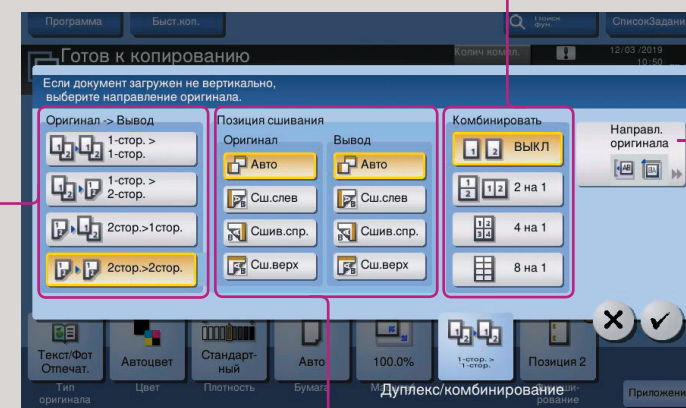 Программа
Быст.коп.
Поиск
фун.
СписокЗадани
Готов к копированию
Колич компл.
12/03 /2019
10:50
Если документ загружен не вертикально,
выберите направление оригинала.
Оригинал -> Вывод
1-стор. >
1-стор.
1-стор. >
2-стор.
2стор.>1стор.
2стор.>2стор.
Позиция сшивания
Оригинал
Вывод
Авто
Авто
Сш.слев
Сш.слев
Сшив.спр.
Сшив.спр.
Сш.верх
Сш.верх
Комбинировать
ВЫКЛ
2 на 1
4 на 1
8 на 1
Направл.
оригинала
Текст/Фот
Отпечат.
Автоцвет
Стандарт-
ный
Авто
100.0%
1-стор. >
1-стор.
Позиция 2
Тип
оригинала
Цвет
Плотность
Бумага
Дуплекс/комбинирование
рование
Приложени